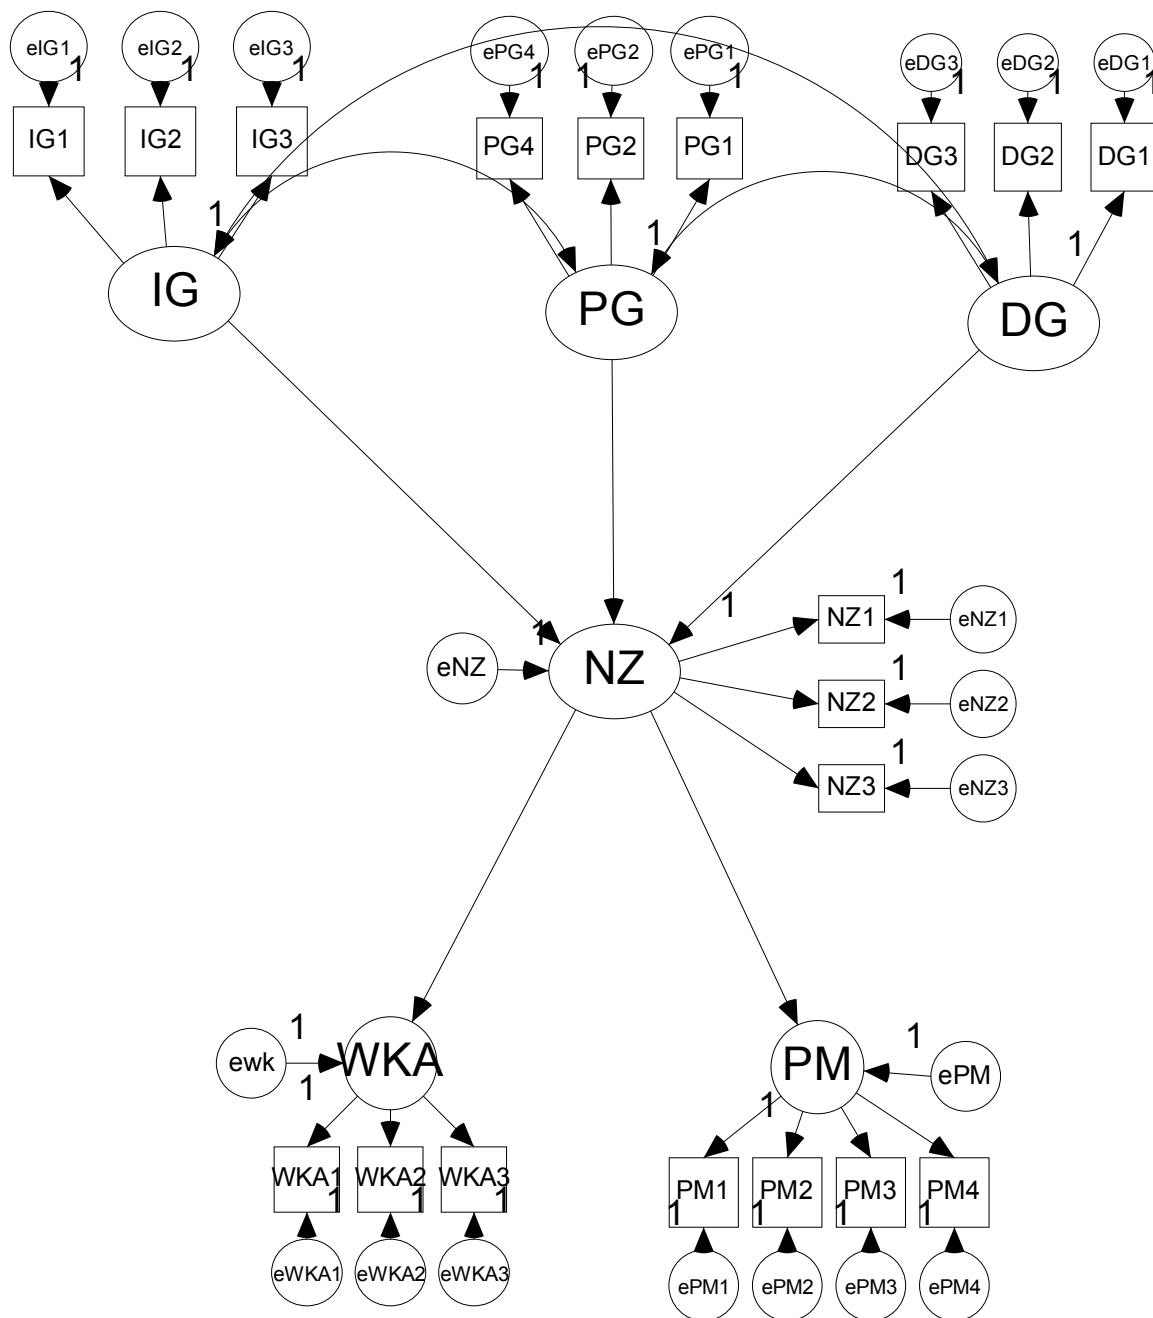 eIG1 eIG2 eIG3 ePG4 ePG2 ePG1 eDG3 eDG2 eDG1
1 1 1 1 1 1 1 1 1
IG1 IG2 IG3 PG4 PG2 PG1 DG3 DG2 DG1
1 1 1
IG PG DG
1 1
NZ1 eNZ1
1
eNZ NZ
1
NZ2 eNZ2
1
NZ3 eNZ3
1 1
ewk WKA PM ePM
1 1
WKA1 WKA2 WKA3 PM1 PM2 PM3 PM4
1 1 1 1 1 1 1
eWKA1 eWKA2 eWKA3 ePM1 ePM2 ePM3 ePM4